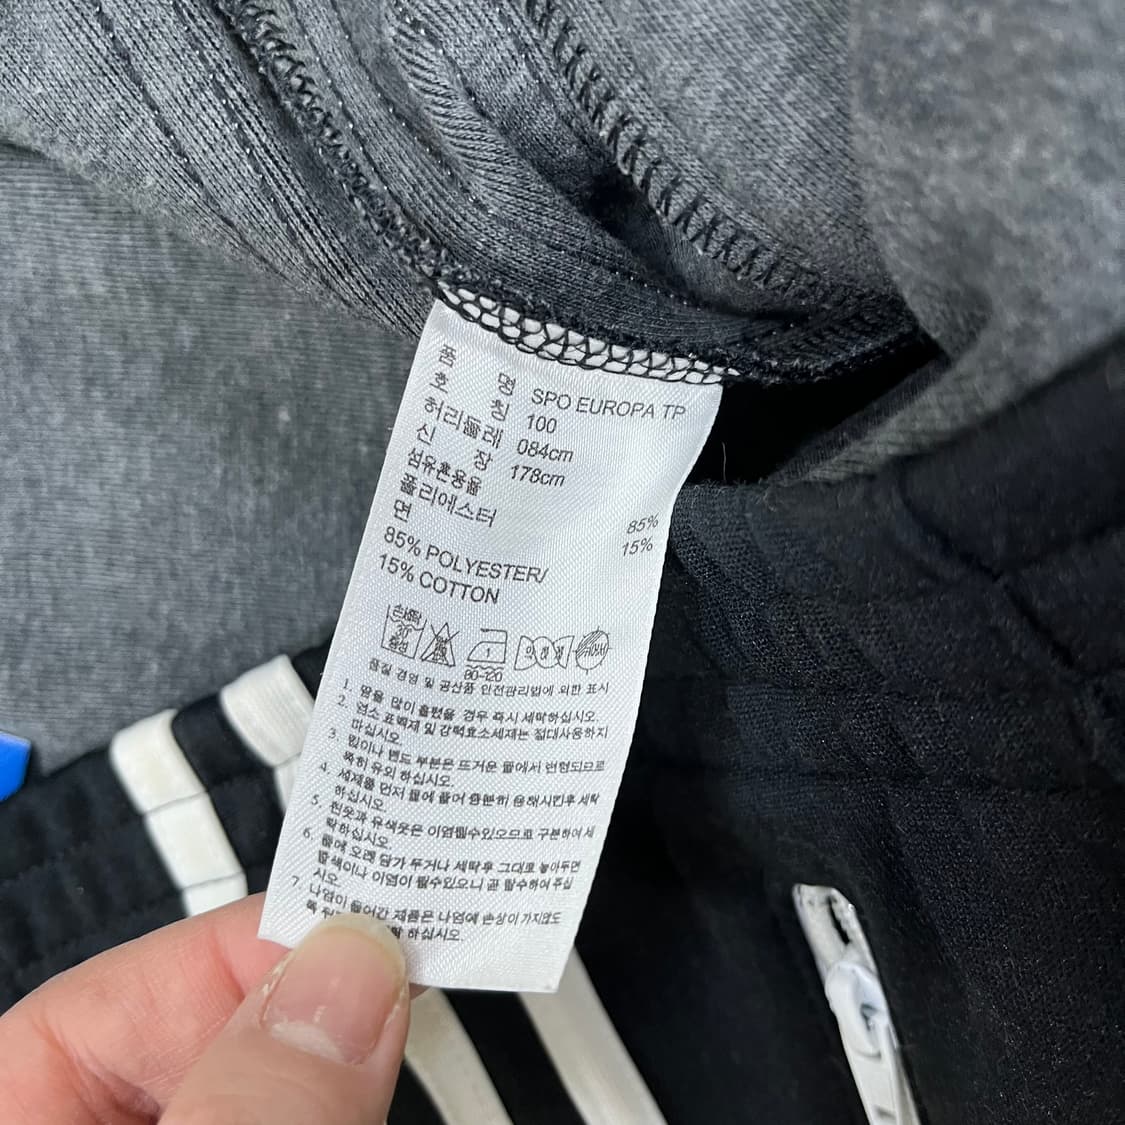 품 명 SPO EUROPA TP
호 칭 100
허리둘레 084cm
신 장 178cm
섬유혼용율
폴리에스터 85%
면 15%
85% POLYESTER/
15% COTTON
80-120
품질 경영 및 공산품 안전관리법에 의한 표시
1. 땀을 많이 흘렸을 경우 즉시 세탁하십시오.
2. 염소 표백제 및 강력효소세제는 절대사용하지
마십시오.
3. 힙이나 밴드 부분은 뜨거운 물에서 변형되므로
특히 유의 하십시오.
4. 세제를 먼저 물에 풀어 충분히 용해시킨후 세탁
하십시오.
5. 흰옷과 유색옷은 이염될수있으므로 구분하여 세
탁하십시오.
6. 물에 오래 담가 두거나 세탁후 그대로 놓아두면
탈색이나 이염이 될수있으니 곧 탈수하여 주십
시오.
7. 나염이 들어간 제품은 나염에 손상이 가지않도
록 하십시오.